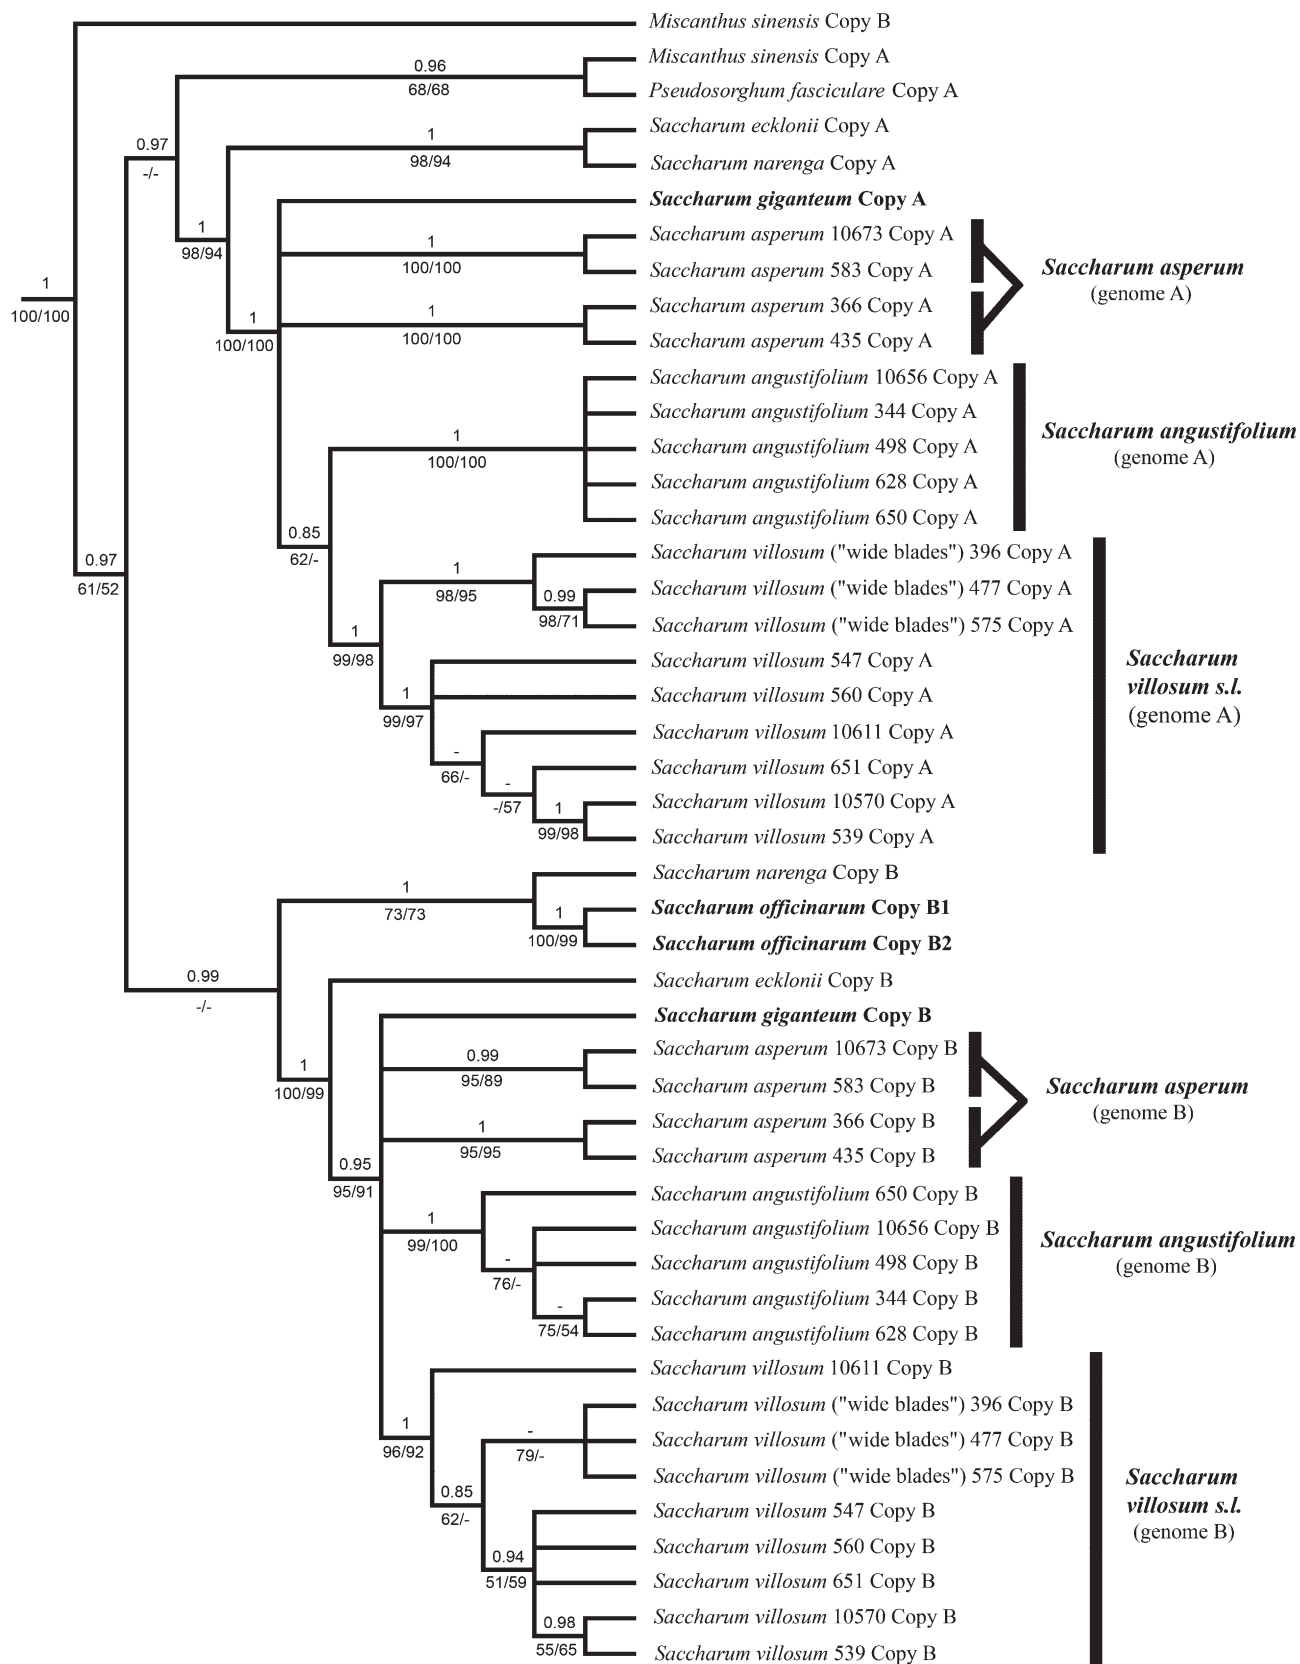 Miscanthus sinensis Copy B
Miscanthus sinensis Copy A
0.96
68/68
Pseudosorghum fasciculare Copy A
Saccharum ecklonii Copy A
1
98/94
Saccharum narenga Copy A
0.97
-/-
Saccharum giganteum Copy A
1
98/94
Saccharum asperum 10673 Copy A
1
100/100
Saccharum asperum 583 Copy A
Saccharum asperum
(genome A)
1
100/100
Saccharum asperum 366 Copy A
1
100/100
1
100/100
Saccharum asperum 435 Copy A
Saccharum angustifolium 10656 Copy A
Saccharum angustifolium 344 Copy A
Saccharum angustifolium
(genome A)
1
100/100
Saccharum angustifolium 498 Copy A
Saccharum angustifolium 628 Copy A
Saccharum angustifolium 650 Copy A
0.85
62/-
0.97
61/52
Saccharum villosum ("wide blades") 396 Copy A
1
98/95
Saccharum villosum ("wide blades") 477 Copy A
0.99
98/71
Saccharum villosum ("wide blades") 575 Copy A
1
99/98
Saccharum villosum 547 Copy A
Saccharum
villosum s.l.
(genome A)
Saccharum villosum 560 Copy A
1
99/97
Saccharum villosum 10611 Copy A
-
66/-
Saccharum villosum 651 Copy A
-
-/57
Saccharum villosum 10570 Copy A
1
99/98
Saccharum villosum 539 Copy A
Saccharum narenga Copy B
1
73/73
Saccharum officinarum Copy B1
1
100/99
Saccharum officinarum Copy B2
0.99
-/-
Saccharum ecklonii Copy B
Saccharum giganteum Copy B
Saccharum asperum 10673 Copy B
0.99
95/89
1
100/99
Saccharum asperum 583 Copy B
Saccharum asperum
(genome B)
Saccharum asperum 366 Copy B
1
95/95
Saccharum asperum 435 Copy B
0.95
95/91
Saccharum angustifolium 650 Copy B
1
99/100
Saccharum angustifolium 10656 Copy B
Saccharum angustifolium
(genome B)
Saccharum angustifolium 498 Copy B
-
76/-
Saccharum angustifolium 344 Copy B
-
75/54
Saccharum angustifolium 628 Copy B
Saccharum villosum 10611 Copy B
Saccharum villosum ("wide blades") 396 Copy B
1
96/92
-
79/-
Saccharum villosum ("wide blades") 477 Copy B
Saccharum villosum ("wide blades") 575 Copy B
Saccharum
villosum s.l.
(genome B)
0.85
62/-
Saccharum villosum 547 Copy B
Saccharum villosum 560 Copy B
0.94
51/59
Saccharum villosum 651 Copy B
Saccharum villosum 10570 Copy B
0.98
55/65
Saccharum villosum 539 Copy B